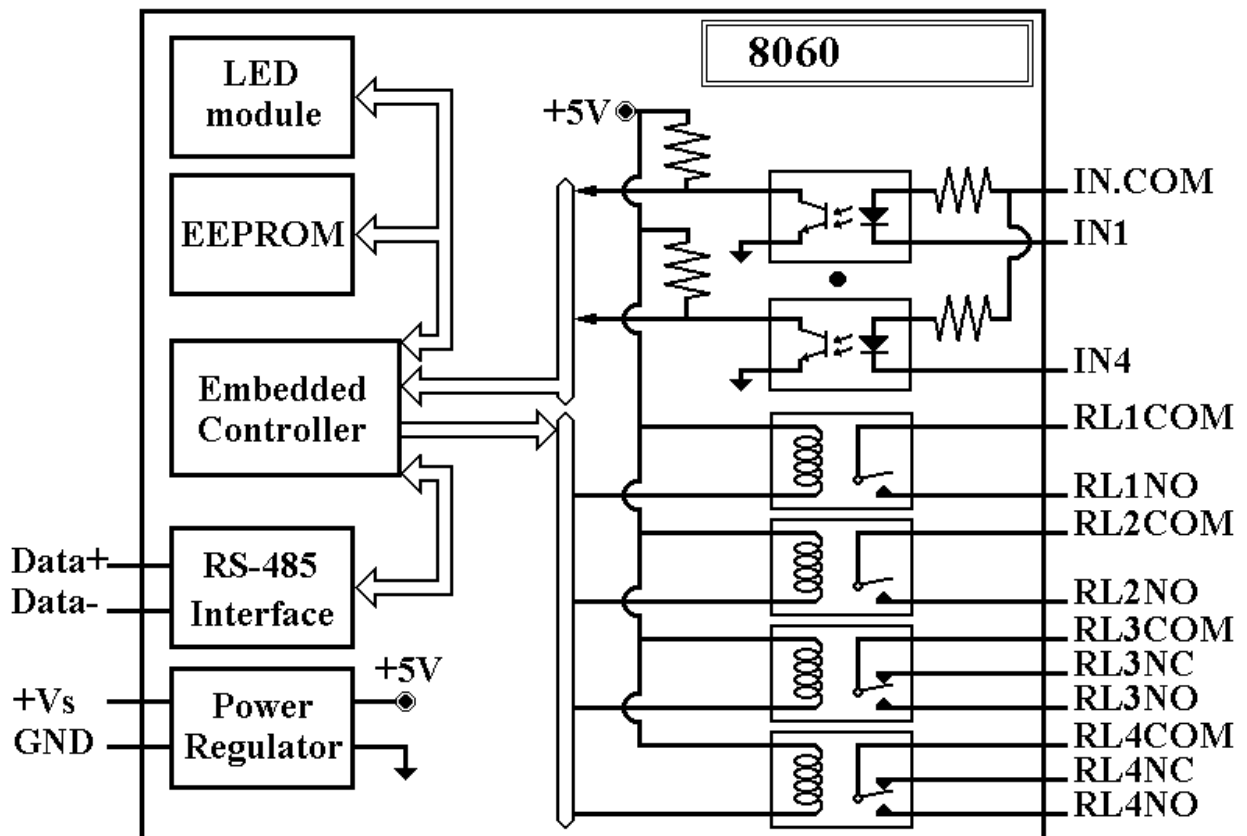 8060
LED
module
EEPROM
Embedded
Controller
RS-485
Interface
Power
Regulator
Data+
Data-
+Vs
GND
+5V
+5V
IN.COM
IN1
IN4
RL1COM
RL1NO
RL2COM
RL2NO
RL3COM
RL3NC
RL3NO
RL4COM
RL4NC
RL4NO